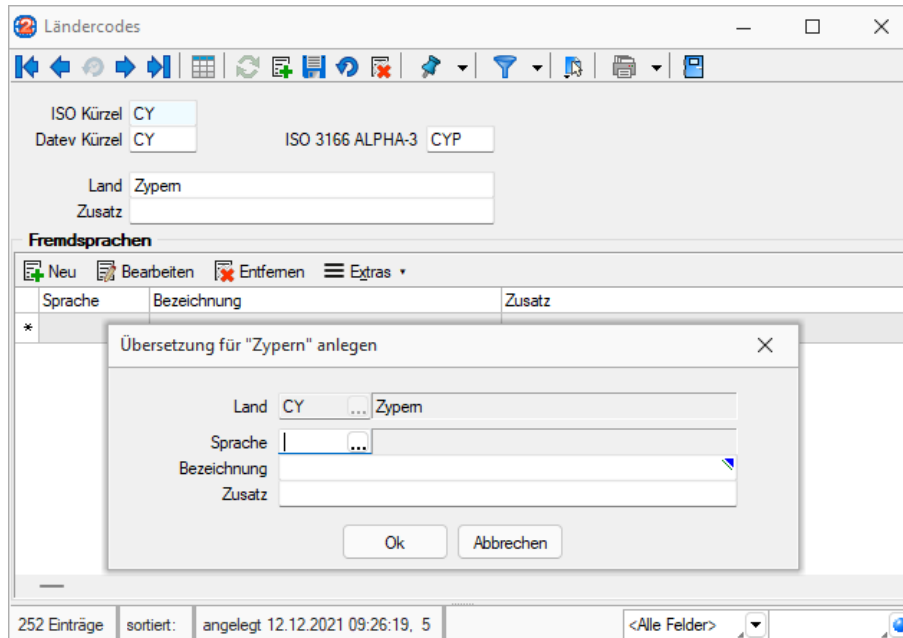 Ländercodes
ISO Kürzel CY
Datev Kürzel CY ISO 3166 ALPHA-3 CYP
Land Zypern
Zusatz
Fremdsprachen
Neu Bearbeiten Entfernen Extras
Sprache Bezeichnung Zusatz
*
Übersetzung für "Zypern" anlegen
Land CY ... Zypern
Sprache ...
Bezeichnung
Zusatz
Ok Abbrechen
252 Einträge sortiert: angelegt 12.12.2021 09:26:19, 5 <Alle Felder>